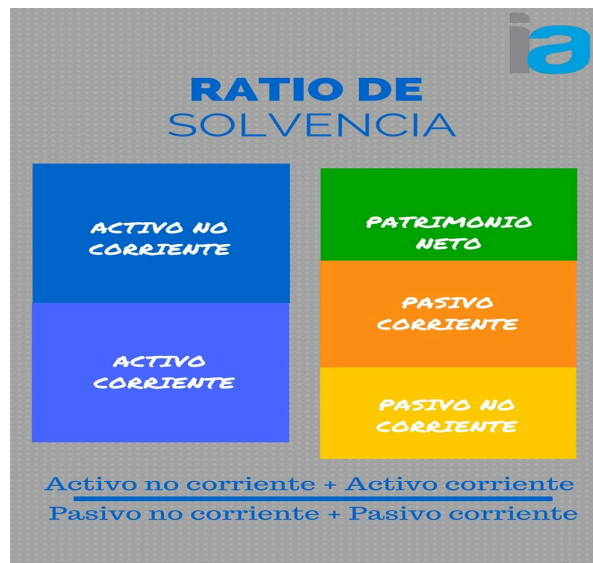 ia
RATIO DE
SOLVENCIA
ACTIVO NO
CORRIENTE
ACTIVO
CORRIENTE
PATRIMONIO
NETO
PASIVO
CORRIENTE
PASIVO NO
CORRIENTE
Activo no corriente + Activo corriente
Pasivo no corriente + Pasivo corriente